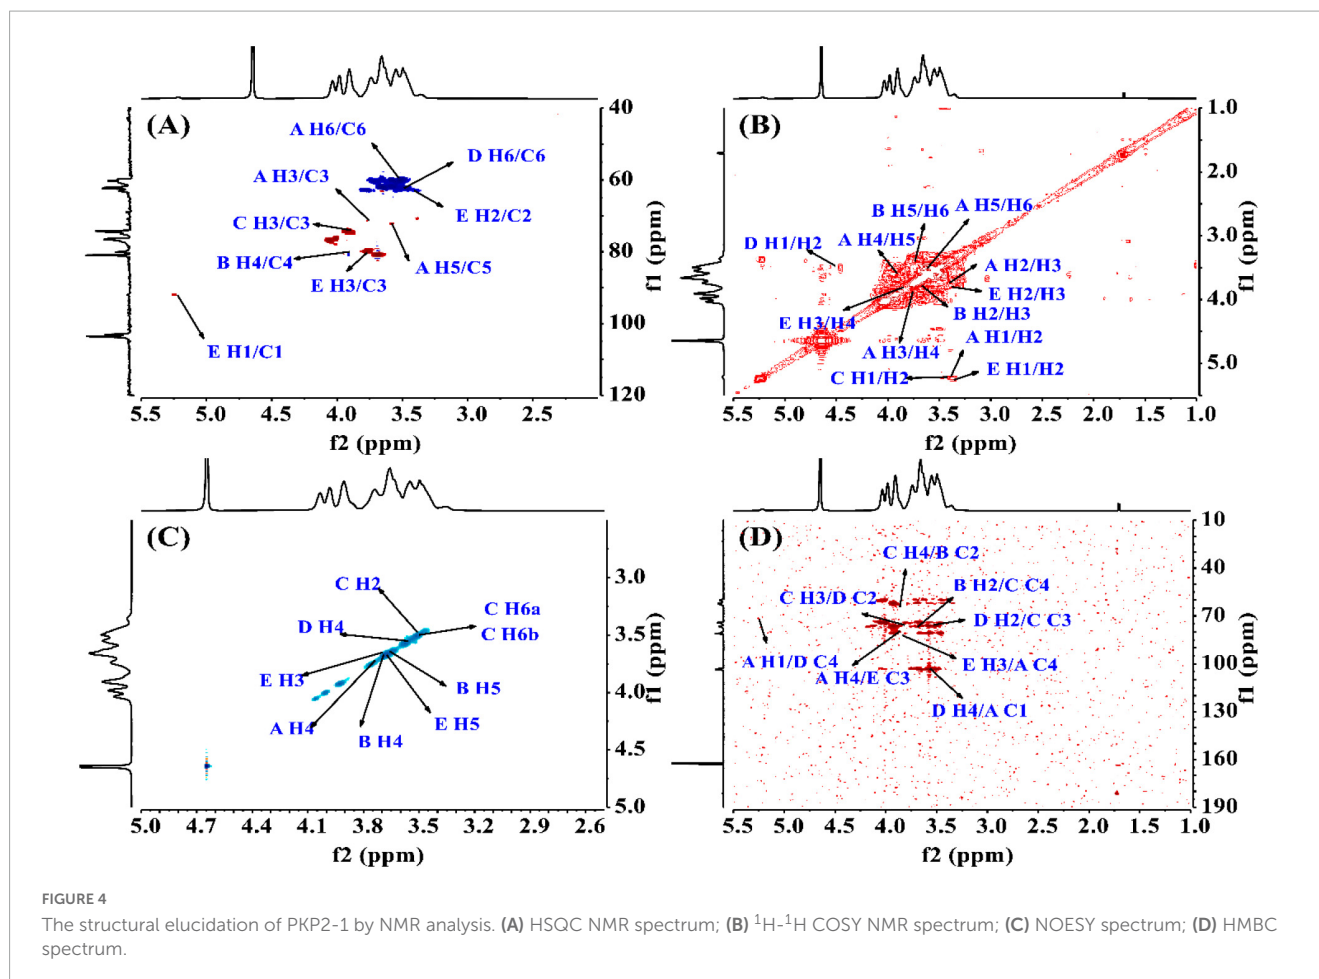 (A)
A H6/C6
D H6/C6
A H3/C3
E H2/C2
C H3/C3
B H4/C4
A H5/C5
E H3/C3
E H1/C1
40
60
80
100
120
f1 (ppm)
5.5 5.0 4.5 4.0 3.5 3.0 2.5
f2 (ppm)
(B)
B H5/H6
A H5/H6
D H1/H2
A H4/H5
A H2/H3
E H2/H3
E H3/H4
B H2/H3
A H3/H4
A H1/H2
C H1/H2
E H1/H2
1.0
2.0
3.0
4.0
5.0
f1 (ppm)
5.5 5.0 4.5 4.0 3.5 3.0 2.5 2.0 1.5 1.0
f2 (ppm)
(C)
C H2
C H6a
C H6b
D H4
E H3
B H5
A H4
E H5
B H4
3.0
3.5
4.0
4.5
5.0
f1 (ppm)
5.0 4.7 4.4 4.1 3.8 3.5 3.2 2.9 2.6
f2 (ppm)
(D)
C H4/B C2
C H3/D C2
B H2/C C4
D H2/C C3
A H1/D C4
E H3/A C4
A H4/E C3
D H4/A C1
10
40
70
100
130
160
190
f1 (ppm)
5.5 5.0 4.5 4.0 3.5 3.0 2.5 2.0 1.5 1.0
f2 (ppm)
FIGURE 4
The structural elucidation of PKP2-1 by NMR analysis. (A) HSQC NMR spectrum; (B) ¹H-¹H COSY NMR spectrum; (C) NOESY spectrum; (D) HMBC
spectrum.